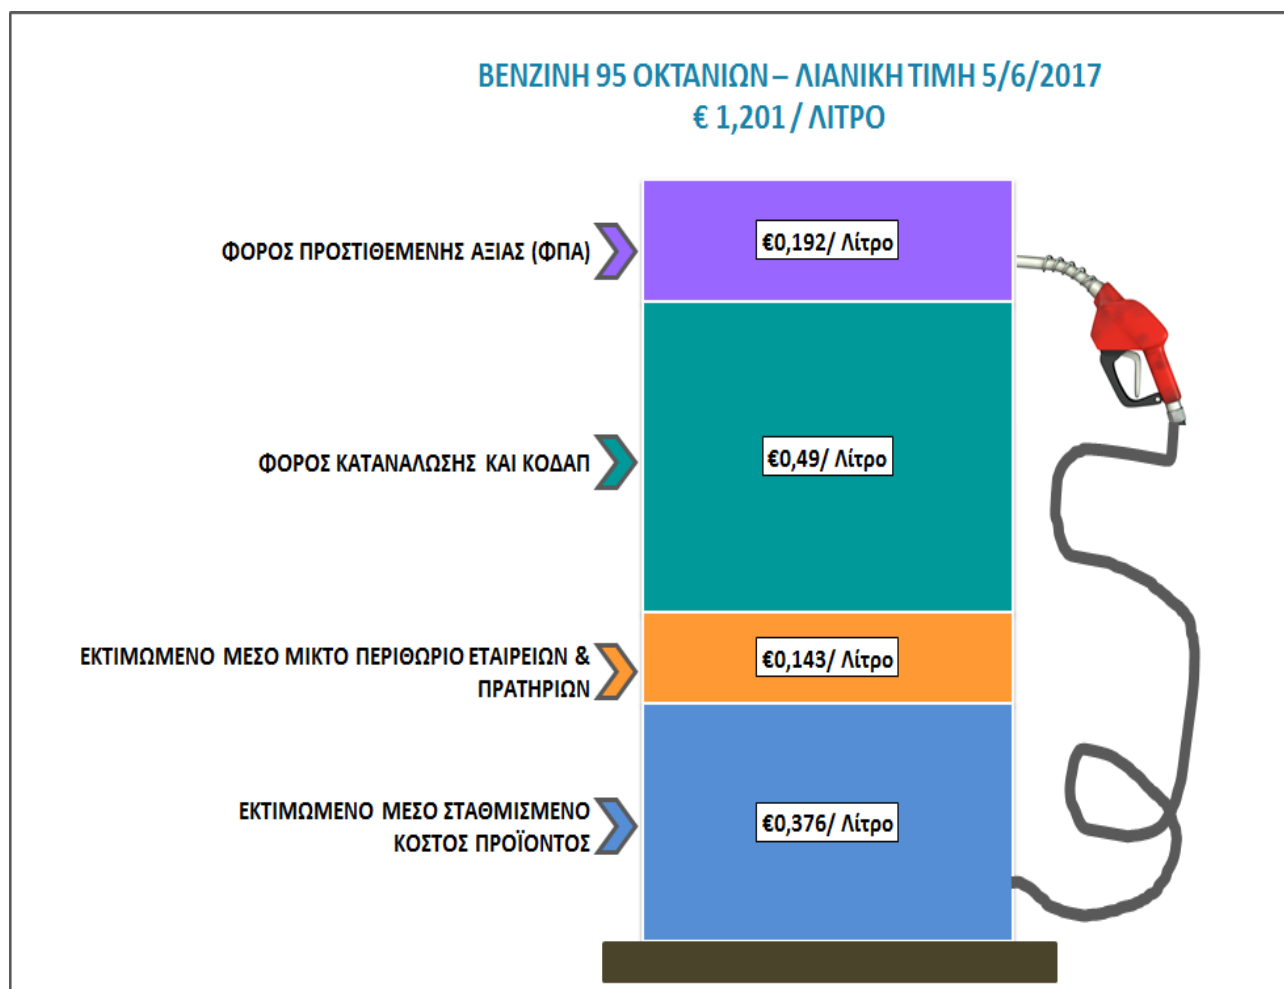 ΒΕΝΖΙΝΗ 95 ΟΚΤΑΝΙΩΝ – ΛΙΑΝΙΚΗ ΤΙΜΗ 5/6/2017
€ 1,201 / ΛΙΤΡΟ
ΦΟΡΟΣ ΠΡΟΣΤΙΘΕΜΕΝΗΣ ΑΞΙΑΣ (ΦΠΑ)
€0,192/ Λίτρο
ΦΟΡΟΣ ΚΑΤΑΝΑΛΩΣΗΣ ΚΑΙ ΚΟΔΑΠ
€0,49/ Λίτρο
ΕΚΤΙΜΩΜΕΝΟ ΜΕΣΟ ΜΙΚΤΟ ΠΕΡΙΘΩΡΙΟ ΕΤΑΙΡΕΙΩΝ &
ΠΡΑΤΗΡΙΩΝ
€0,143/ Λίτρο
ΕΚΤΙΜΩΜΕΝΟ ΜΕΣΟ ΣΤΑΘΜΙΣΜΕΝΟ
ΚΟΣΤΟΣ ΠΡΟΪΟΝΤΟΣ
€0,376/ Λίτρο